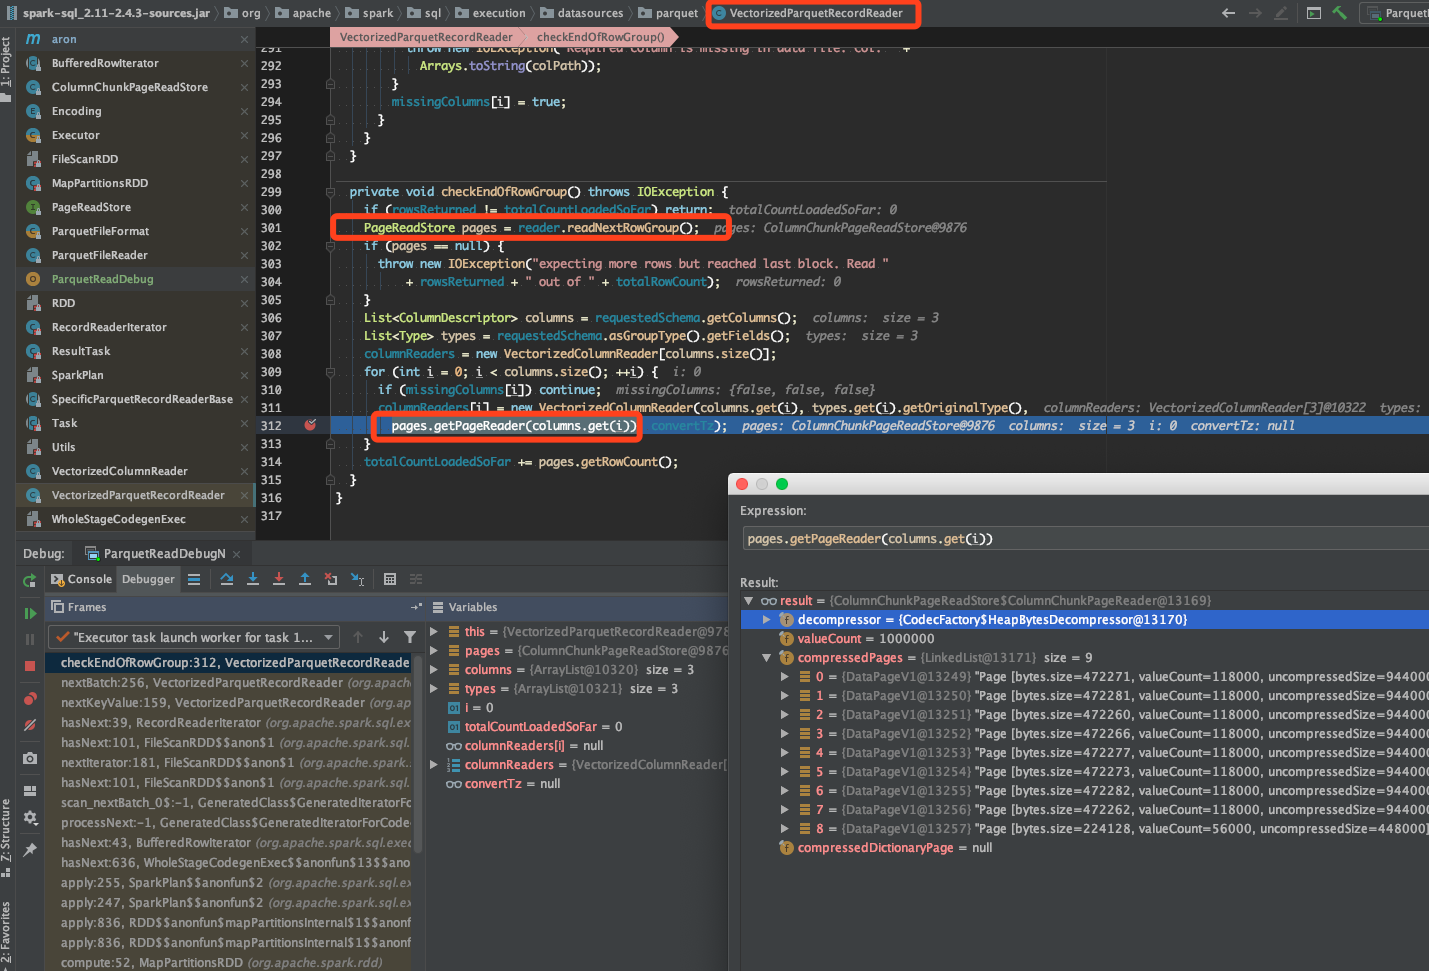 spark-sql_2.11-2.4.3-sources.jar org apache spark sql execution datasources parquet VectorizedParquetRecordReader
1: Project
aron
BufferedRowIterator
ColumnChunkPageReadStore
Encoding
Executor
FileScanRDD
MapPartitionsRDD
PageReadStore
ParquetFileFormat
ParquetFileReader
ParquetReadDebug
RDD
RecordReaderIterator
ResultTask
SparkPlan
SpecificParquetRecordReaderBase
Task
Utils
VectorizedColumnReader
VectorizedParquetRecordReader
WholeStageCodegenExec
VectorizedParquetRecordReader checkEndOfRowGroup()
291 throw new IOException("Required column is missing in data file. Col: " +
292 Arrays.toString(colPath));
293 }
294 missingColumns[i] = true;
295 }
296 }
297 }
298
299 private void checkEndOfRowGroup() throws IOException {
300 if (rowsReturned != totalCountLoadedSoFar) return; totalCountLoadedSoFar: 0
301 PageReadStore pages = reader.readNextRowGroup(); pages: ColumnChunkPageReadStore@9876
302 if (pages == null) {
303 throw new IOException("expecting more rows but reached last block. Read "
304 + rowsReturned + " out of " + totalRowCount); rowsReturned: 0
305 }
306 List<ColumnDescriptor> columns = requestedSchema.getColumns(); columns: size = 3
307 List<Type> types = requestedSchema.asGroupType().getFields(); types: size = 3
308 columnReaders = new VectorizedColumnReader[columns.size()];
309 for (int i = 0; i < columns.size(); ++i) { i: 0
310 if (missingColumns[i]) continue; missingColumns: {false, false, false}
311 columnReaders[i] = new VectorizedColumnReader(columns.get(i), types.get(i).getOriginalType(), columnReaders: VectorizedColumnReader[3]@10322 types:
312 pages.getPageReader(columns.get(i)), convertTz); pages: ColumnChunkPageReadStore@9876 columns: size = 3 i: 0 convertTz: null
313 }
314 totalCountLoadedSoFar += pages.getRowCount();
315 }
316 }
317
Debug: ParquetReadDebugN
Console Debugger
Frames
"Executor task launch worker for task 1...
checkEndOfRowGroup:312, VectorizedParquetRecordReade
nextBatch:256, VectorizedParquetRecordReader (org.apac
nextKeyValue:159, VectorizedParquetRecordReader (org.a
hasNext:39, RecordReaderIterator (org.apache.spark.sql.ex
hasNext:101, FileScanRDD$$anon$1 (org.apache.spark.sql.
nextIterator:181, FileScanRDD$$anon$1 (org.apache.spark.
hasNext:101, FileScanRDD$$anon$1 (org.apache.spark.sql.
scan_nextBatch_0$:-1, GeneratedClass$GeneratedIteratorFo
processNext:-1, GeneratedClass$GeneratedIteratorForCode
hasNext:43, BufferedRowIterator (org.apache.spark.sql.exec
hasNext:636, WholeStageCodegenExec$$anonfun$13$$ano
apply:255, SparkPlan$$anonfun$2 (org.apache.spark.sql.ex
apply:247, SparkPlan$$anonfun$2 (org.apache.spark.sql.ex
apply:836, RDD$$anonfun$mapPartitionsInternal$1$$anonf
apply:836, RDD$$anonfun$mapPartitionsInternal$1$$anonf
compute:52, MapPartitionsRDD (org.apache.spark.rdd)
Variables
this = {VectorizedParquetRecordReader@978
pages = {ColumnChunkPageReadStore@9876
columns = {ArrayList@10320} size = 3
types = {ArrayList@10321} size = 3
i = 0
totalCountLoadedSoFar = 0
columnReaders[i] = null
columnReaders = {VectorizedColumnReader[
convertTz = null
Expression:
pages.getPageReader(columns.get(i))
Result:
result = {ColumnChunkPageReadStore$ColumnChunkPageReader@13169}
decompressor = {CodecFactory$HeapBytesDecompressor@13170}
valueCount = 1000000
compressedPages = {LinkedList@13171} size = 9
0 = {DataPageV1@13249} "Page [bytes.size=472271, valueCount=118000, uncompressedSize=944000
1 = {DataPageV1@13250} "Page [bytes.size=472281, valueCount=118000, uncompressedSize=944000
2 = {DataPageV1@13251} "Page [bytes.size=472260, valueCount=118000, uncompressedSize=944000
3 = {DataPageV1@13252} "Page [bytes.size=472266, valueCount=118000, uncompressedSize=944000
4 = {DataPageV1@13253} "Page [bytes.size=472277, valueCount=118000, uncompressedSize=944000
5 = {DataPageV1@13254} "Page [bytes.size=472273, valueCount=118000, uncompressedSize=944000
6 = {DataPageV1@13255} "Page [bytes.size=472282, valueCount=118000, uncompressedSize=944000
7 = {DataPageV1@13256} "Page [bytes.size=472262, valueCount=118000, uncompressedSize=944000
8 = {DataPageV1@13257} "Page [bytes.size=224128, valueCount=56000, uncompressedSize=448000]
compressedDictionaryPage = null
Z: Structure
2: Favorites